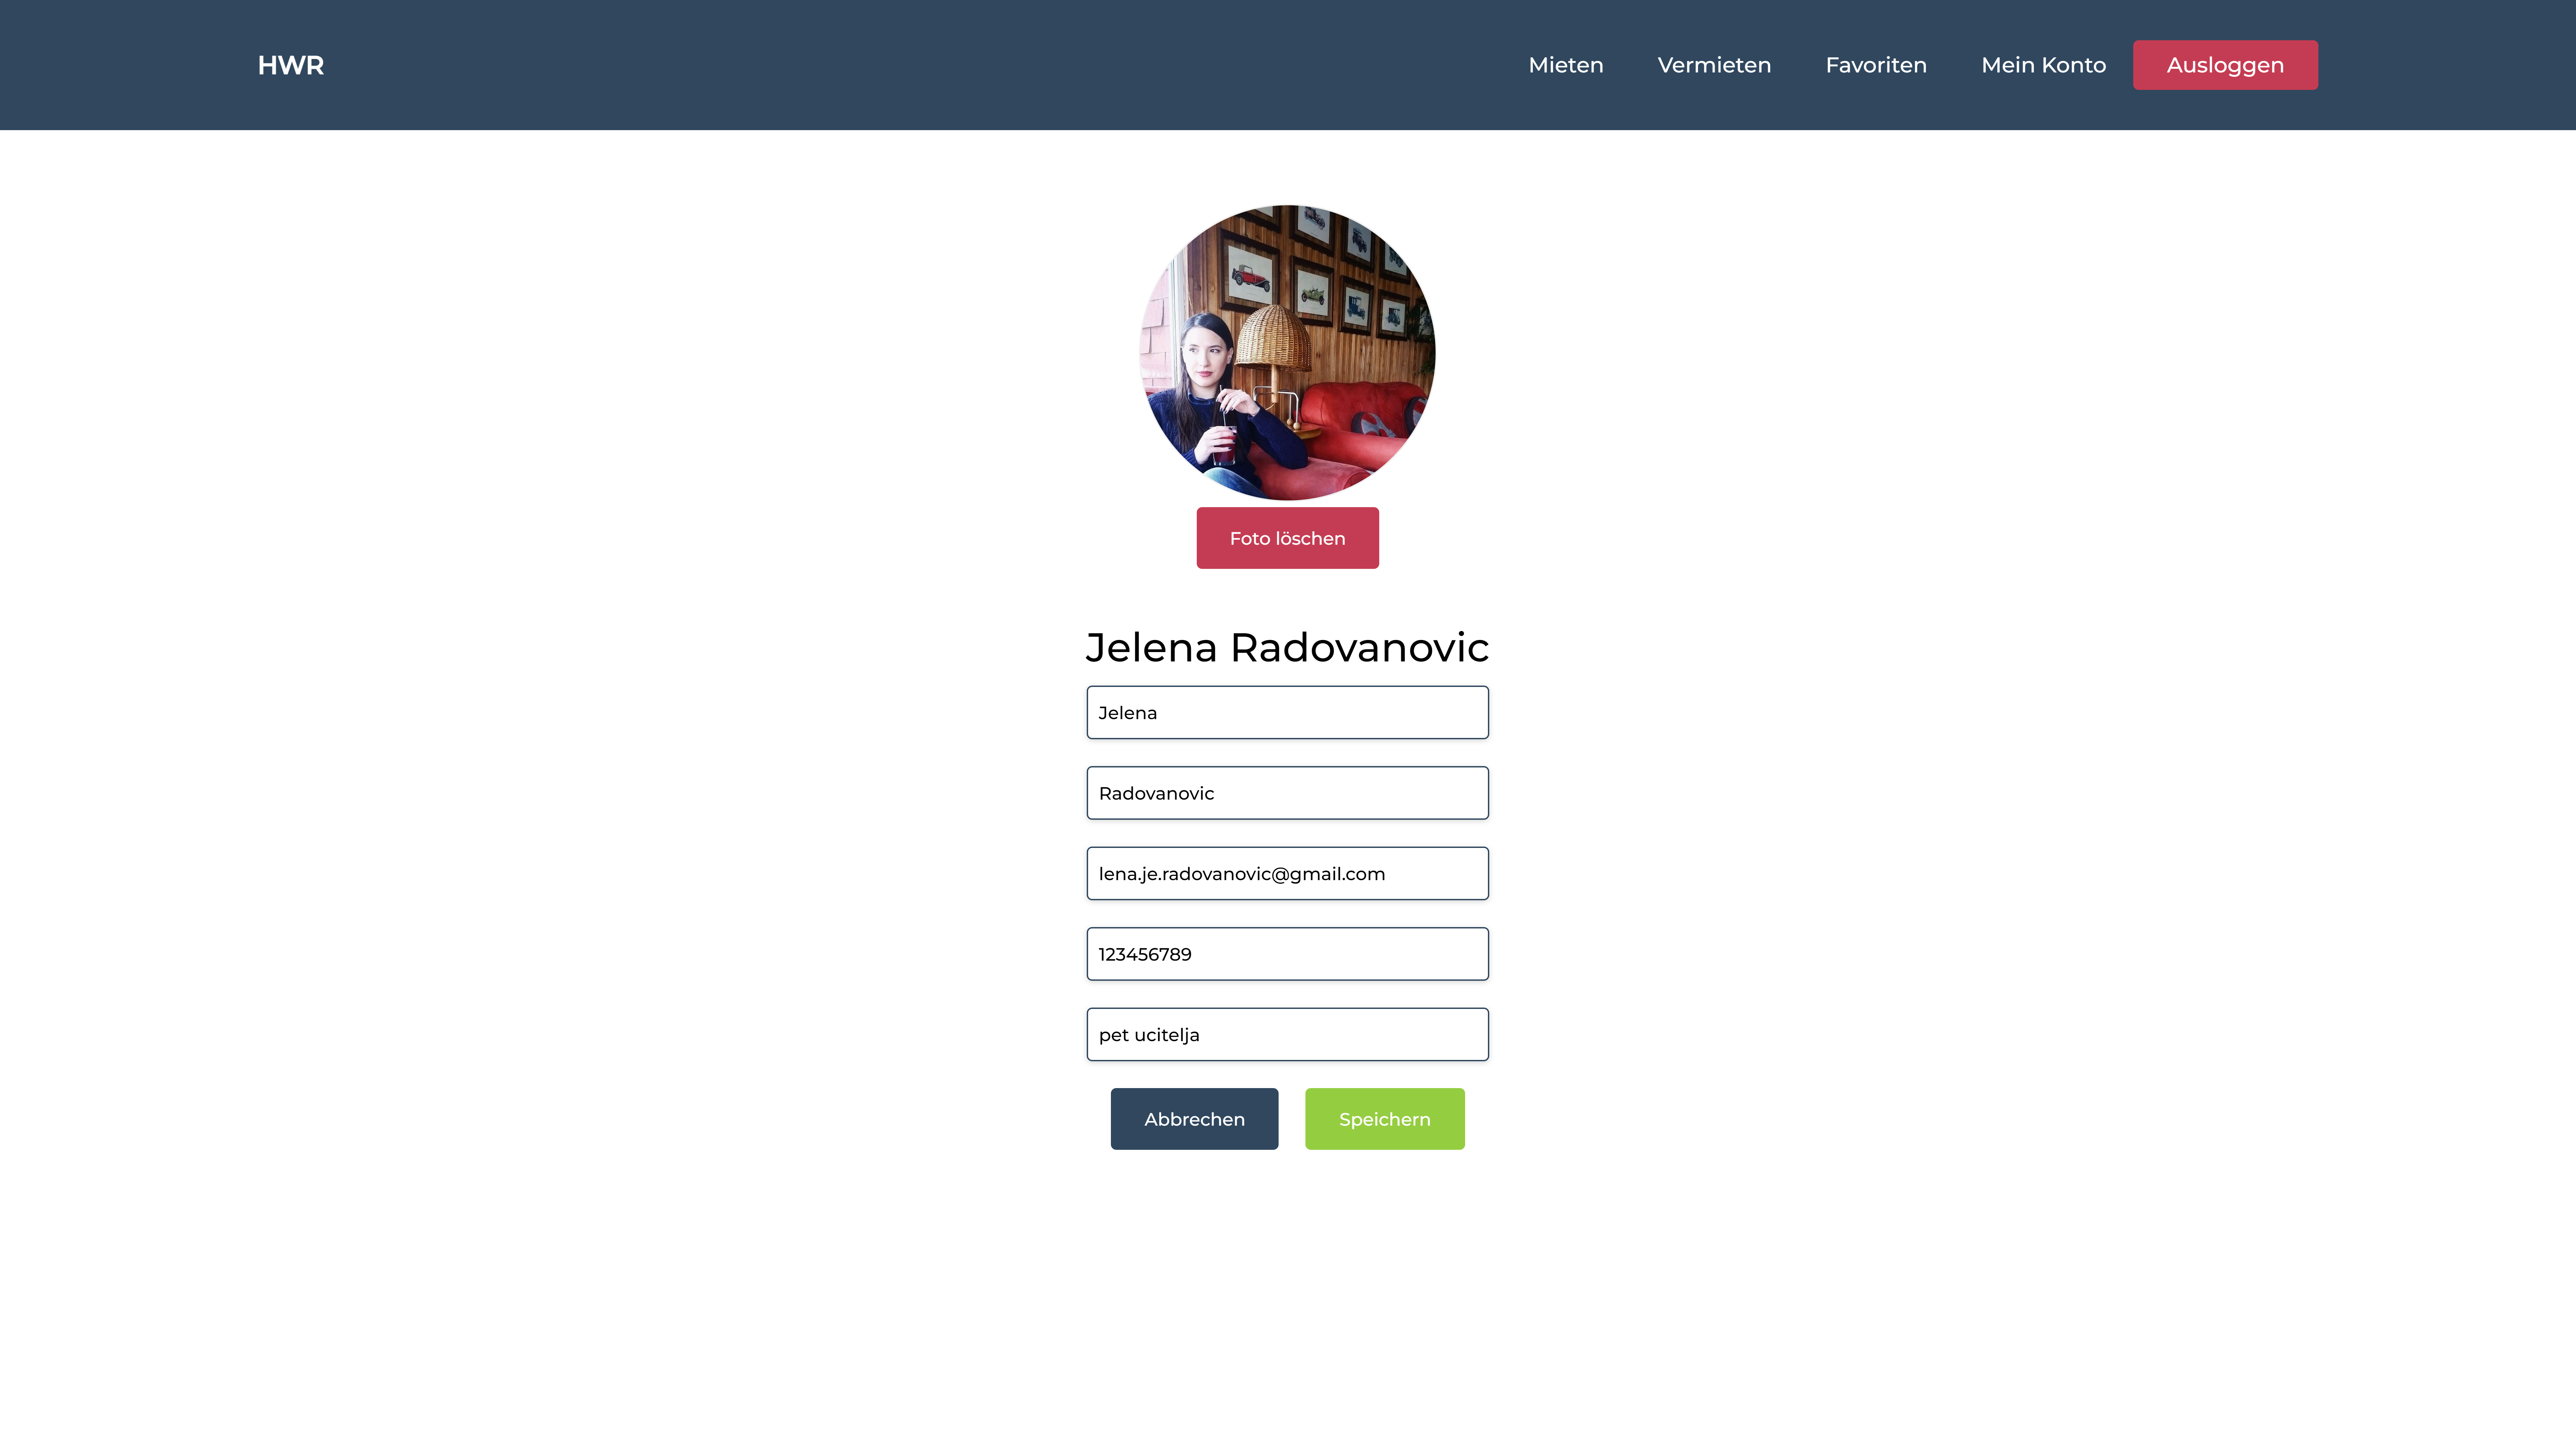 HWR
Mieten Vermieten Favoriten Mein Konto Ausloggen
Foto löschen
Jelena Radovanovic
Jelena
Radovanovic
lena.je.radovanovic@gmail.com
123456789
pet ucitelja
Abbrechen Speichern